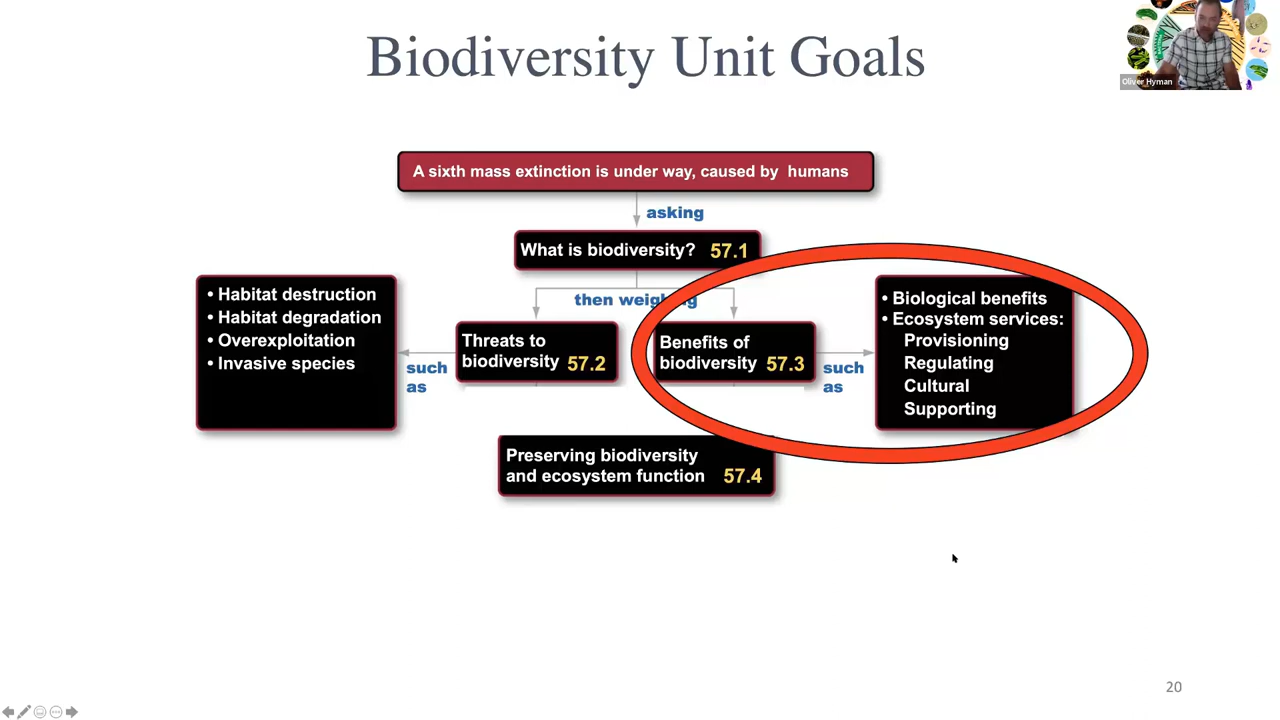 Biodiversity Unit Goals
Oliver Hyman
A sixth mass extinction is under way, caused by humans
asking
What is biodiversity? 57.1
then weighing
• Habitat destruction
• Habitat degradation
• Overexploitation
• Invasive species
such
as
Threats to
biodiversity 57.2
Benefits of
biodiversity 57.3
such
as
• Biological benefits
• Ecosystem services:
Provisioning
Regulating
Cultural
Supporting
Preserving biodiversity
and ecosystem function 57.4
20